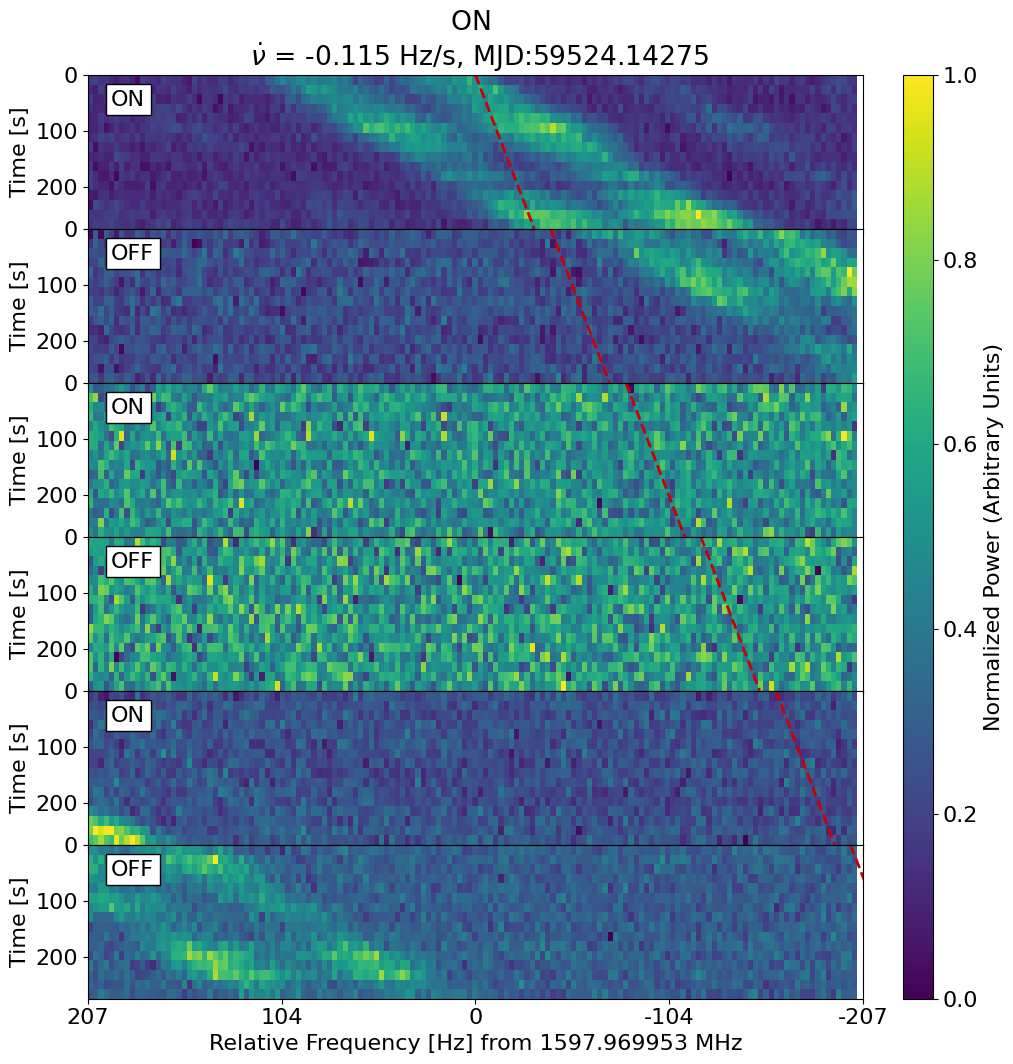 ON
ν̇ = -0.115 Hz/s, MJD:59524.14275
0
ON
100
Time [s]
200
0
OFF
100
Time [s]
200
0
ON
100
Time [s]
200
0
OFF
100
Time [s]
200
0
ON
100
Time [s]
200
0
OFF
100
Time [s]
200
207 104 0 -104 -207
Relative Frequency [Hz] from 1597.969953 MHz
1.0
0.8
0.6
0.4
0.2
0.0
Normalized Power (Arbitrary Units)